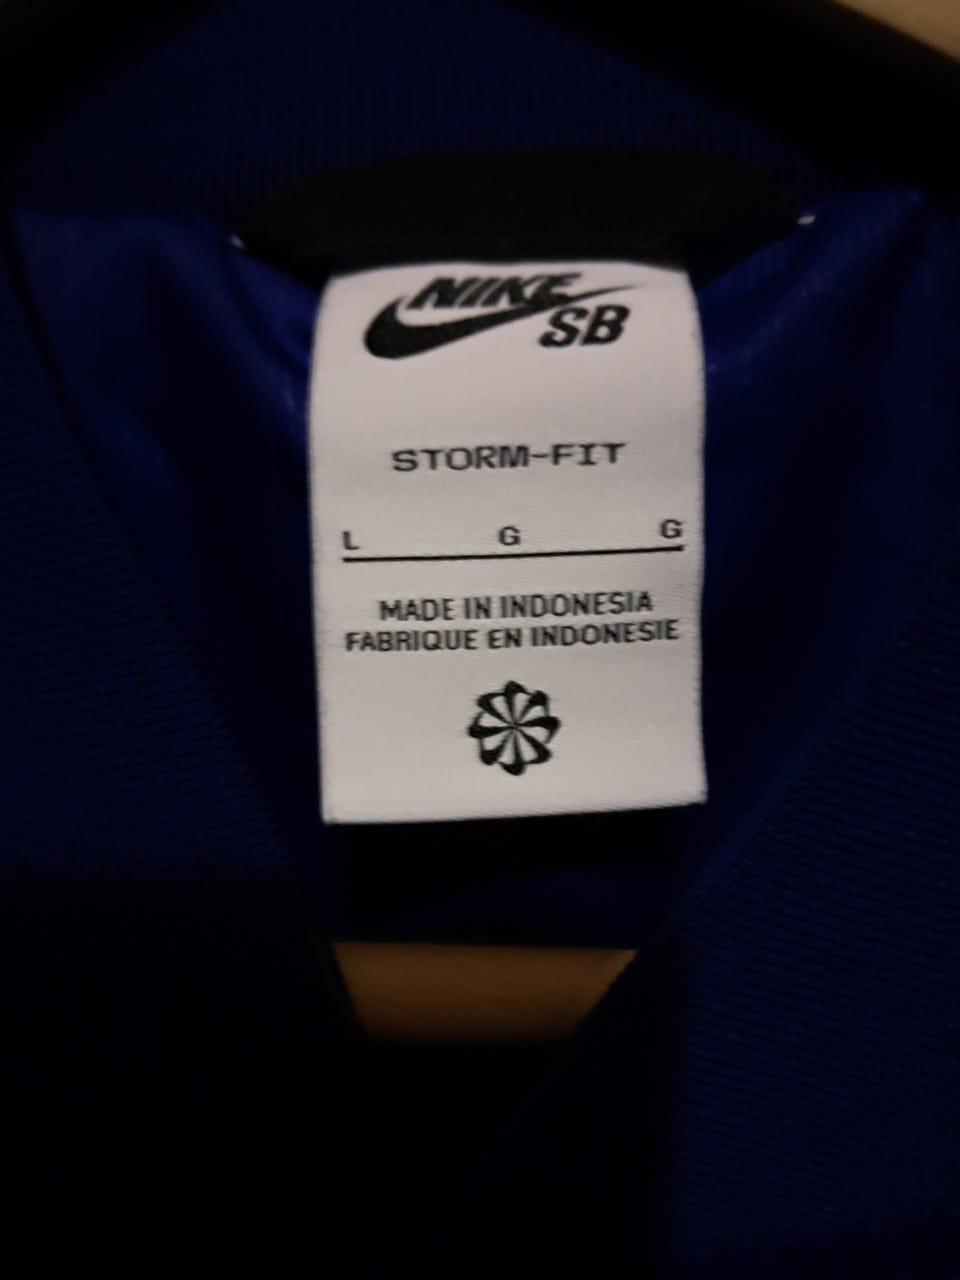 NIKE
SB
STORM-FIT
L G G
MADE IN INDONESIA
FABRIQUE EN INDONESIE